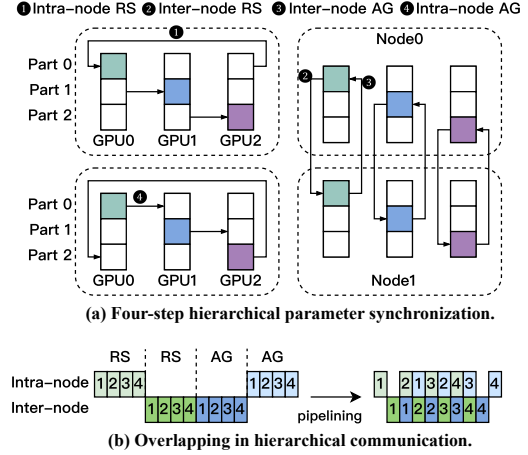 ❶Intra-node RS ❷Inter-node RS ❸Inter-node AG ❹Intra-node AG
❶
Part 0
Part 1
Part 2
GPU0 GPU1 GPU2
Node0
❷ ❸
Part 0
Part 1
Part 2
❹
GPU0 GPU1 GPU2
Node1
(a) Four-step hierarchical parameter synchronization.
RS RS AG AG
Intra-node 1 2 3 4 1 2 3 4 1 2 1 3 2 4 3 4
Inter-node 1 2 3 4 1 2 3 4 pipelining 1 1 2 2 3 3 4 4
(b) Overlapping in hierarchical communication.